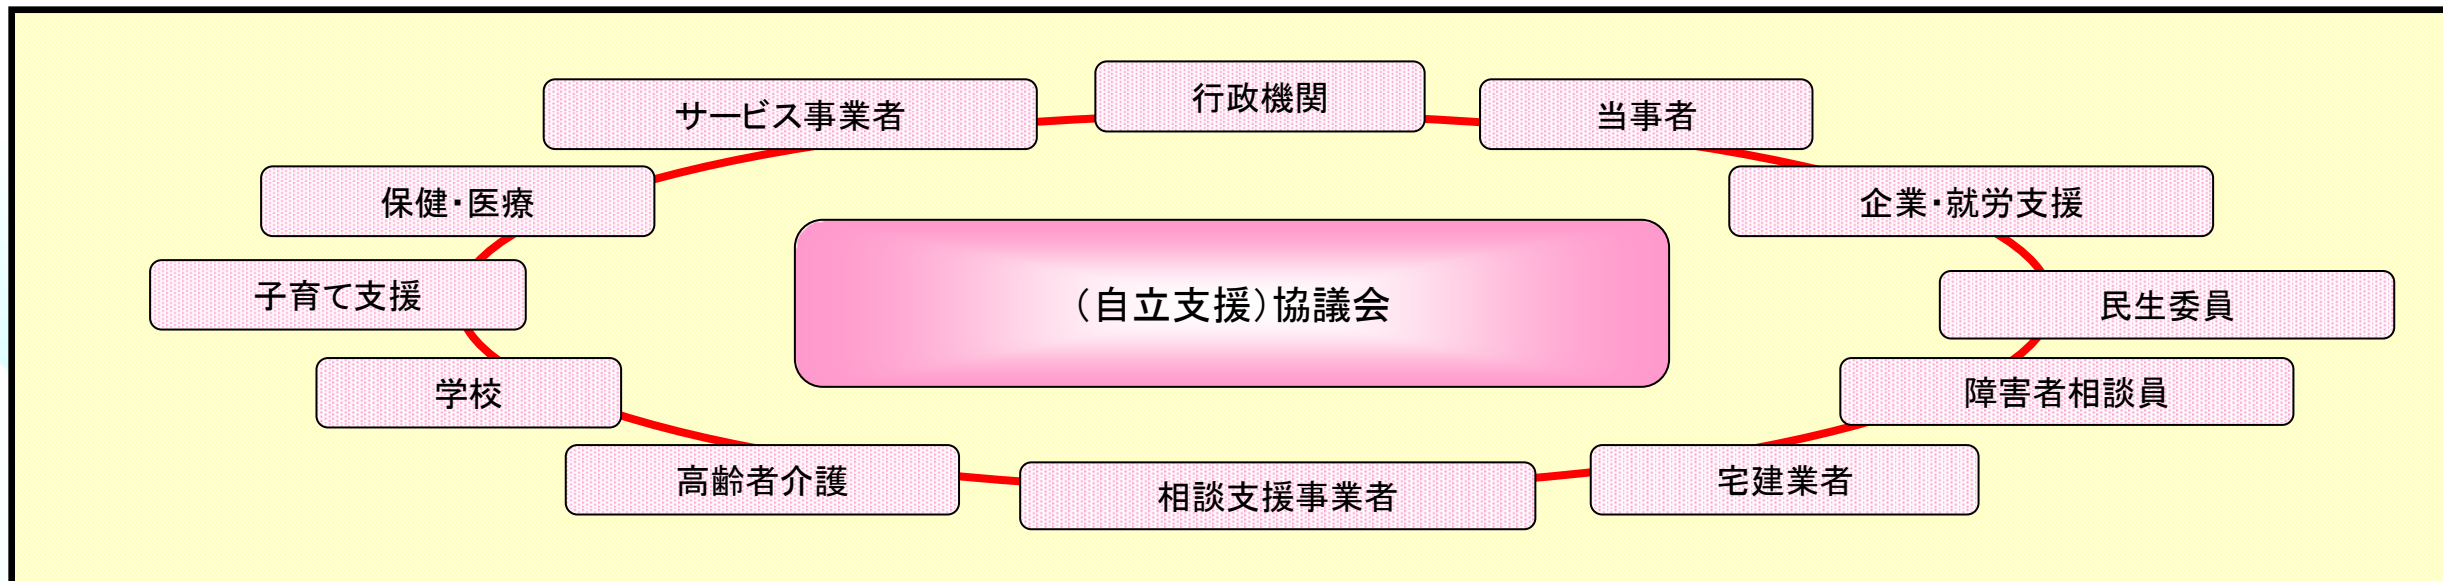 行政機関
サービス事業者
当事者
保健・医療
企業・就労支援
子育て支援
（自立支援）協議会
民生委員
学校
障害者相談員
高齢者介護
宅建業者
相談支援事業者